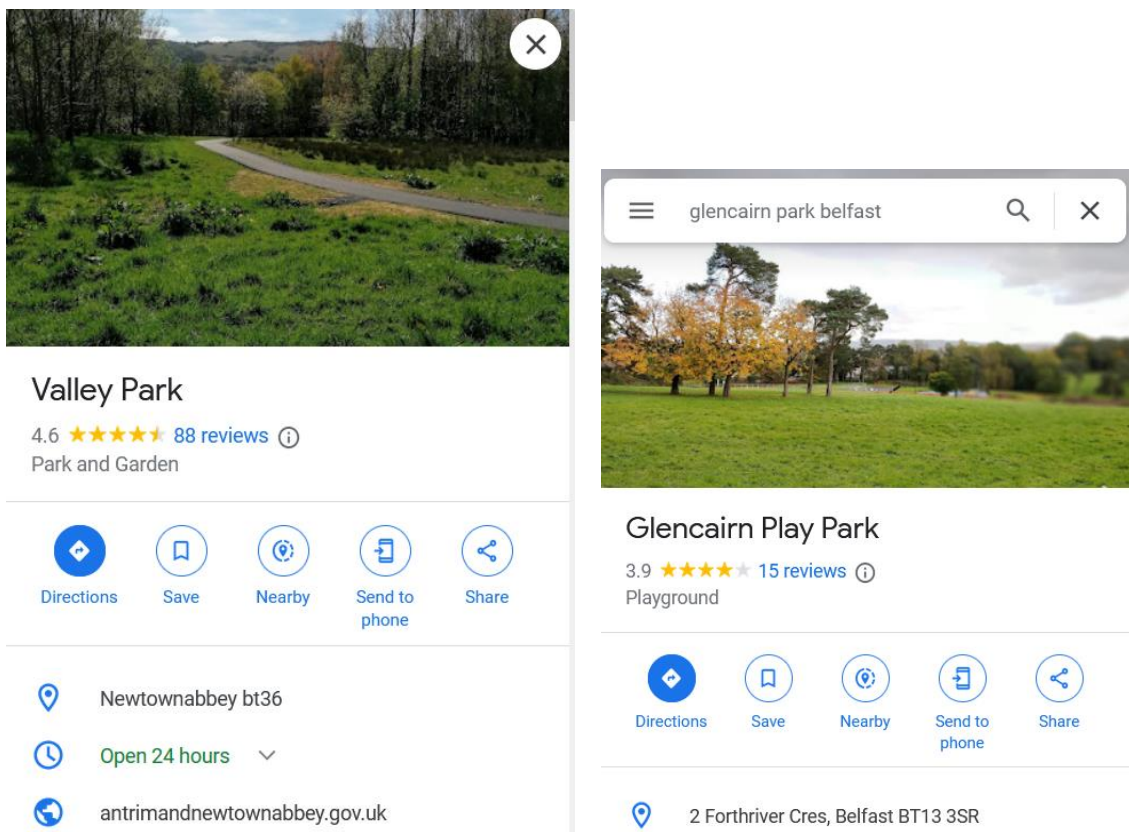 Valley Park
4.6 88 reviews
Park and Garden
Directions Save Nearby Send to phone Share
Newtownabbey bt36
Open 24 hours
antrimandnewtownabbey.gov.uk
glencairn park belfast
Glencairn Play Park
3.9 15 reviews
Playground
Directions Save Nearby Send to phone Share
2 Forthriver Cres, Belfast BT13 3SR